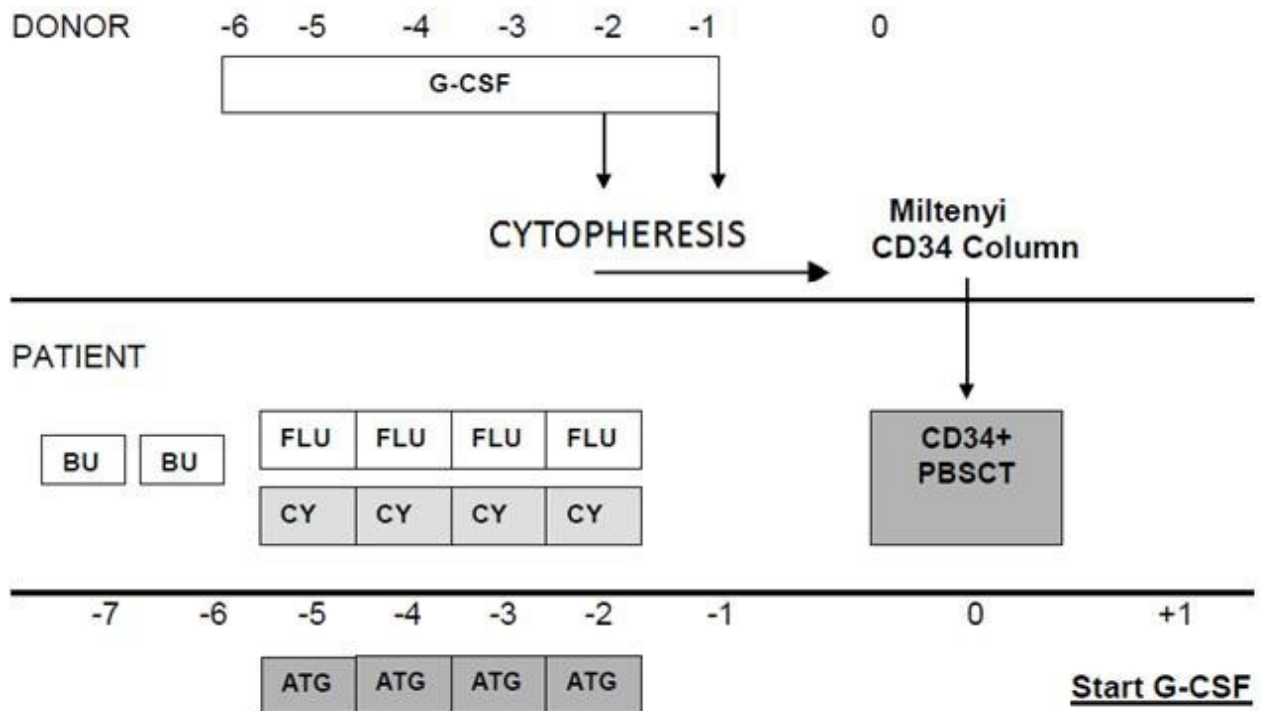 DONOR -6 -5 -4 -3 -2 -1 0
G-CSF
CYTOPHERESIS
Miltenyi
CD34 Column
PATIENT
BU BU
FLU FLU FLU FLU
CY CY CY CY
CD34+
PBSCT
-7 -6 -5 -4 -3 -2 -1 0 +1
ATG ATG ATG ATG
Start G-CSF